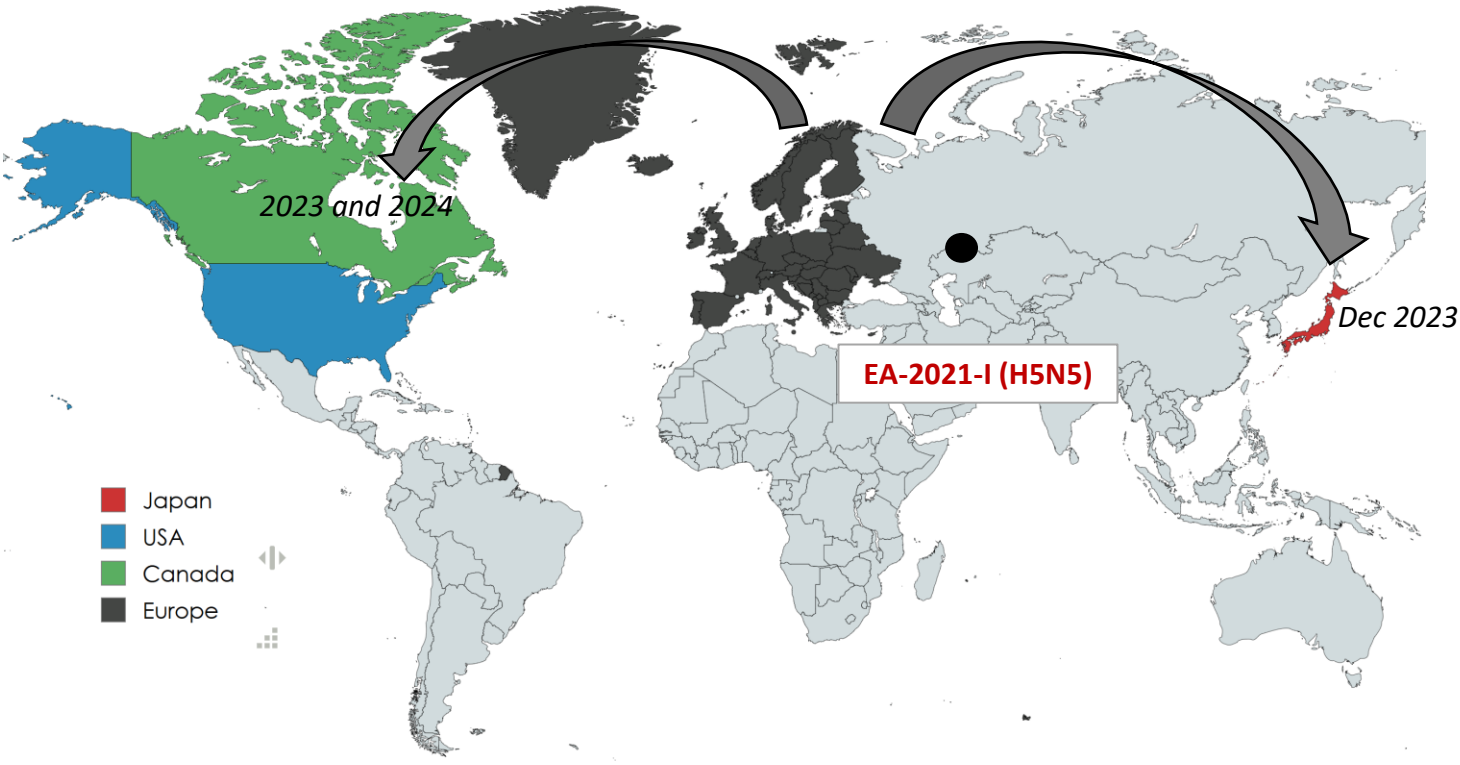 2023 and 2024
Dec 2023
EA-2021-I (H5N5)
Japan
USA
Canada
Europe